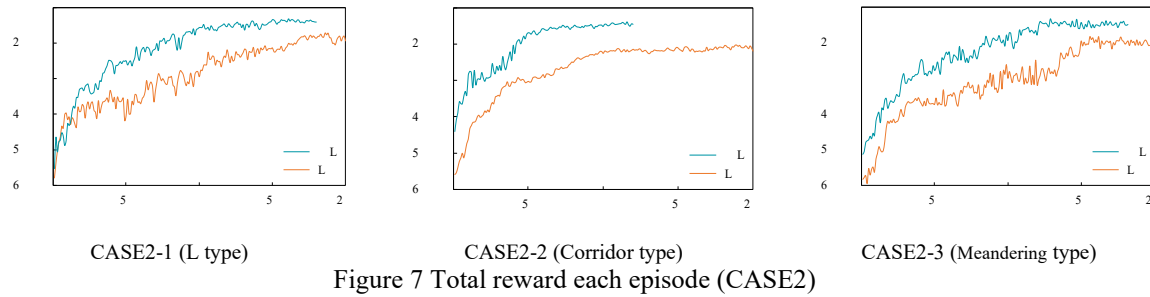 2
4
5
6
5
5
2
L
L
2
4
5
6
5
5
2
L
L
2
4
5
6
5
5
2
L
L
CASE2-1 (L type) CASE2-2 (Corridor type) CASE2-3 (Meandering type)
Figure 7 Total reward each episode (CASE2)